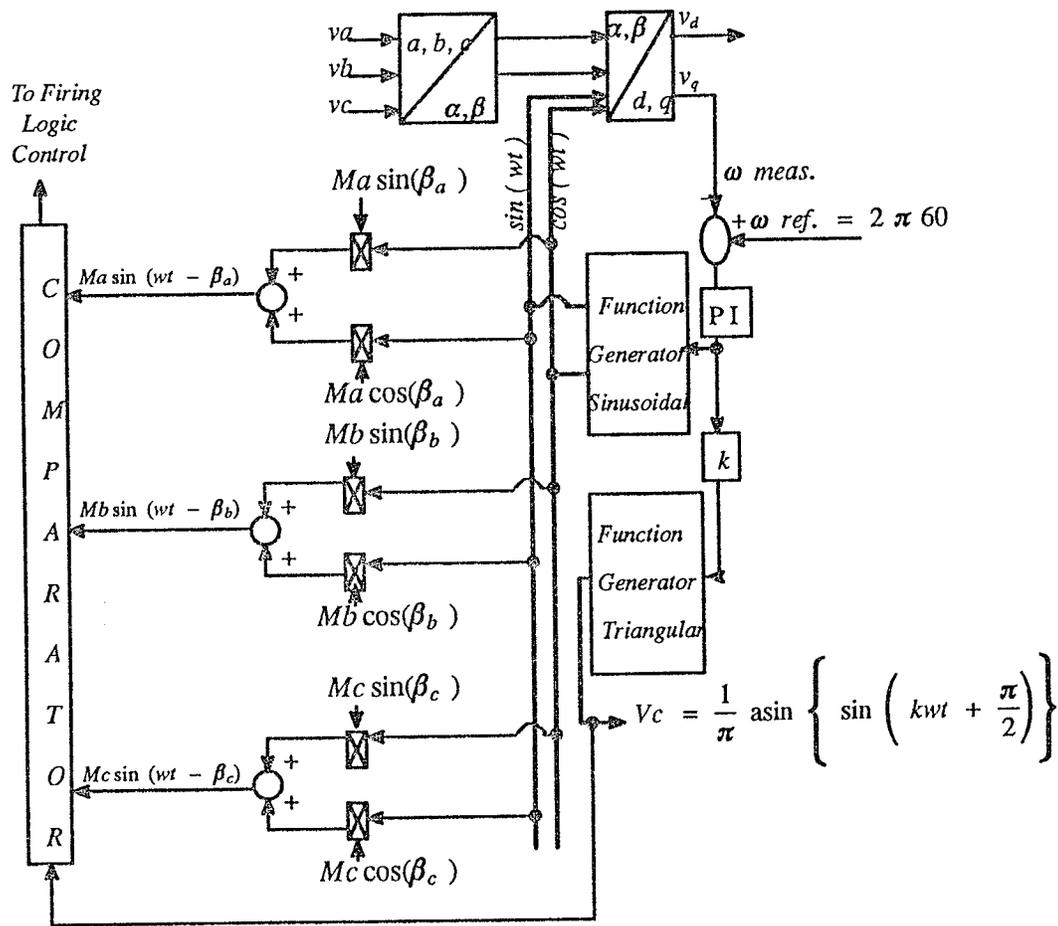 va
vb
vc
a, b, c
α,β
α,β
d, q
v_d
v_q
To Firing
Logic
Control
sin ( wt )
cos ( wt )
ω meas.
-
+ω ref. = 2 π 60
PI
k
Function
Generator
Sinusoidal
Function
Generator
Triangular
Ma sin(β_a )
+
+
Ma sin (wt - β_a)
Ma cos(β_a )
Mb sin(β_b )
+
+
Mb sin (wt - β_b)
Mb cos(β_b )
Mc sin(β_c )
+
+
Mc sin (wt - β_c)
Mc cos(β_c )
C
O
M
P
A
R
A
T
O
R
Vc = 1/π asin { sin ( kwt + π/2 ) }